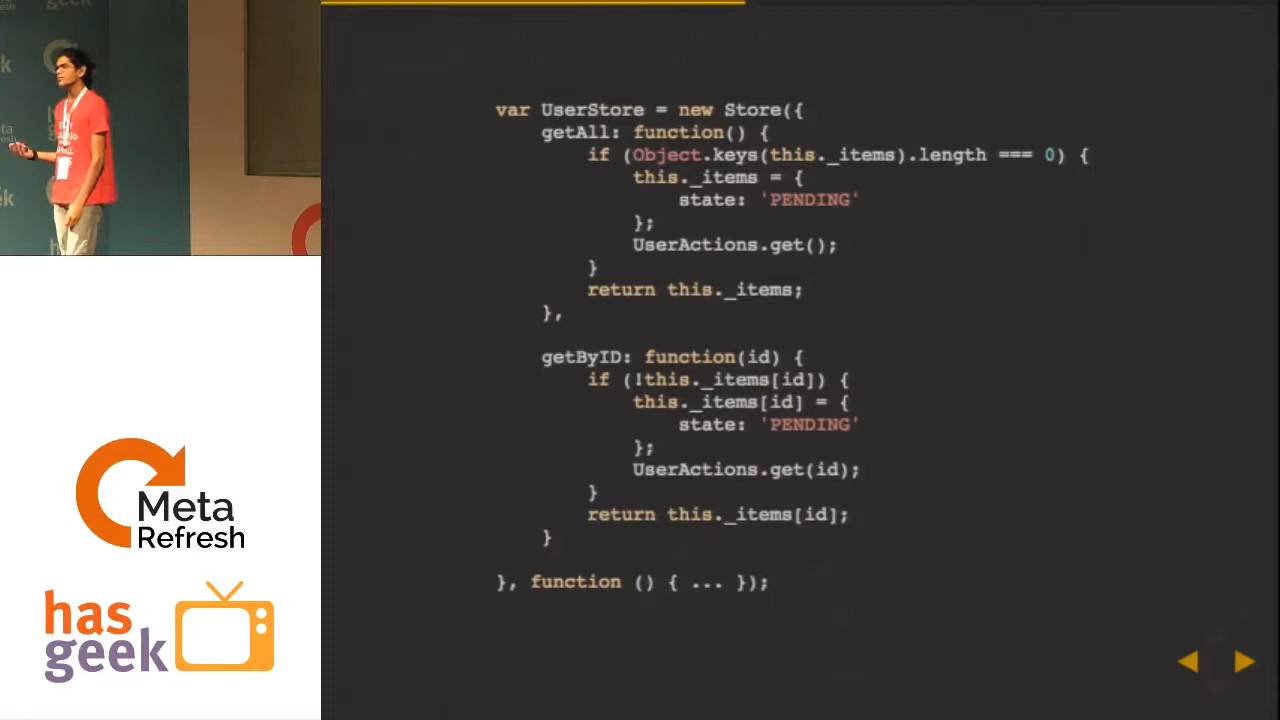 geek
var UserStore = new Store({
getAll: function() {
if (Object.keys(this._items).length === 0) {
this._items = {
state: 'PENDING'
};
UserActions.get();
}
return this._items;
},
getByID: function(id) {
if (!this._items[id]) {
this._items[id] = {
state: 'PENDING'
};
UserActions.get(id);
}
return this._items[id];
}
}, function () { ... });
Meta
Refresh
has
geek